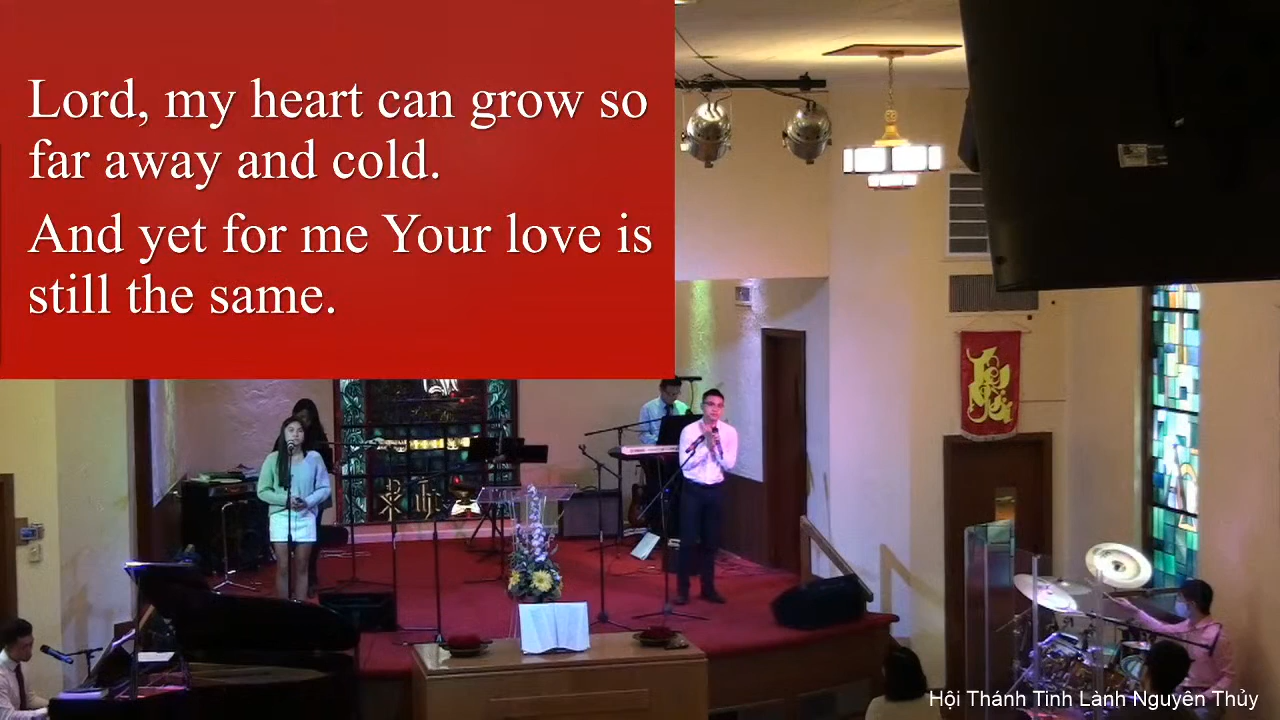 Lord, my heart can grow so
far away and cold.
And yet for me Your love is
still the same.
Hội Thánh Tinh Lành Nguyên Thủy